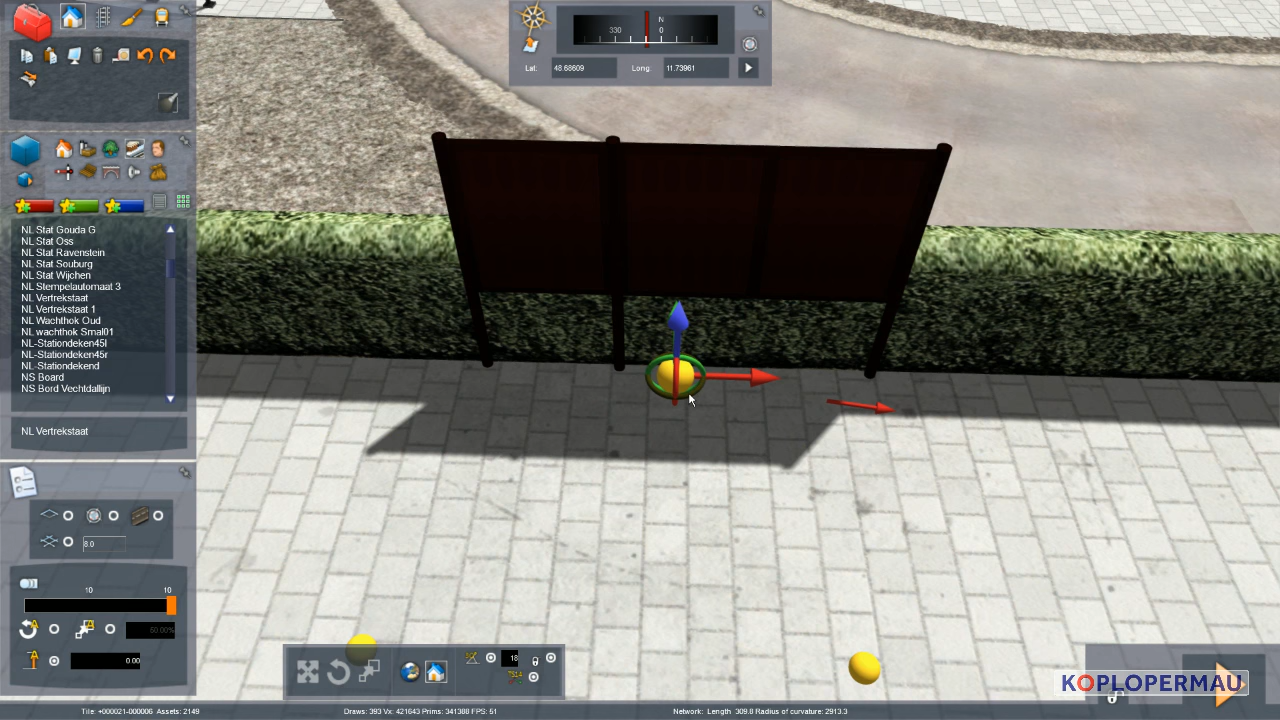 N
330
0
Lat: 48.68609 Long: 11.73961
NL Stat Gouda G
NL Stat Oss
NL Stat Ravenstein
NL Stat Souburg
NL Stat Wijchen
NL Stempelautomaat 3
NL Vertrekstaat
NL Vertrekstaat 1
NL Wachthok Oud
NL wachthok Smal01
NL-Stationdeken45l
NL-Stationdeken45r
NL-Stationdekend
NS Board
NS Bord Vechtdallijn
NL Vertrekstaat
8.0
10 10
50.00%
0.00
18
KOPLOPERMAU
Tile: +000021-000006 Assets: 2149 Draws: 393 Vx: 421643 Prims: 341388 FPS: 51 Network: Length 309.8 Radius of curvature: 2913.3